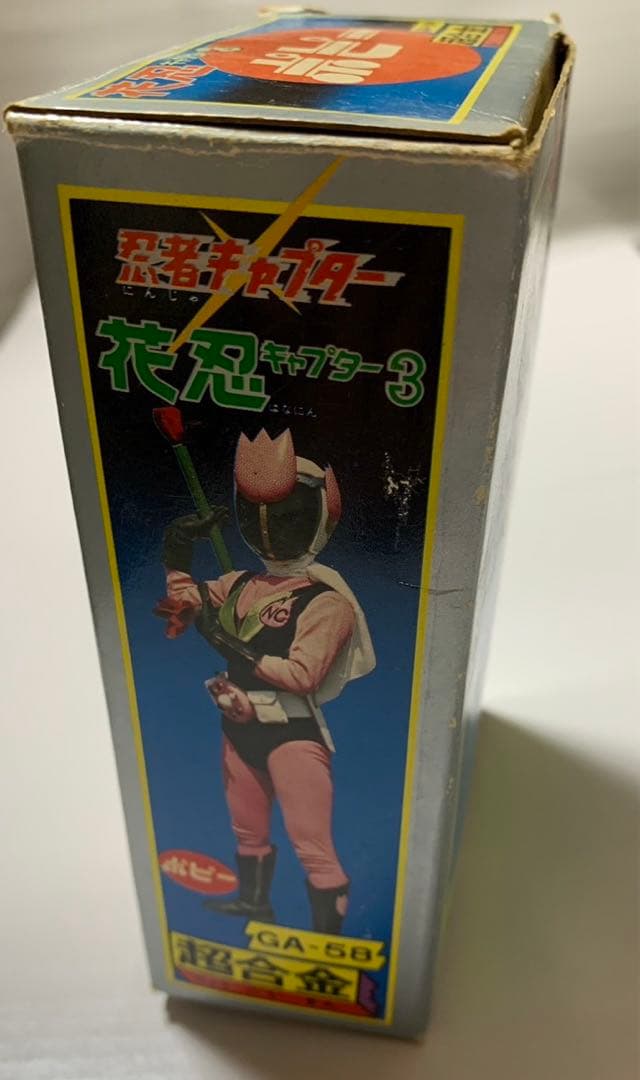 忍者キャプター
にんじゃ
花忍キャプター3
はなにん
NC
ポピー
GA-58
超合金